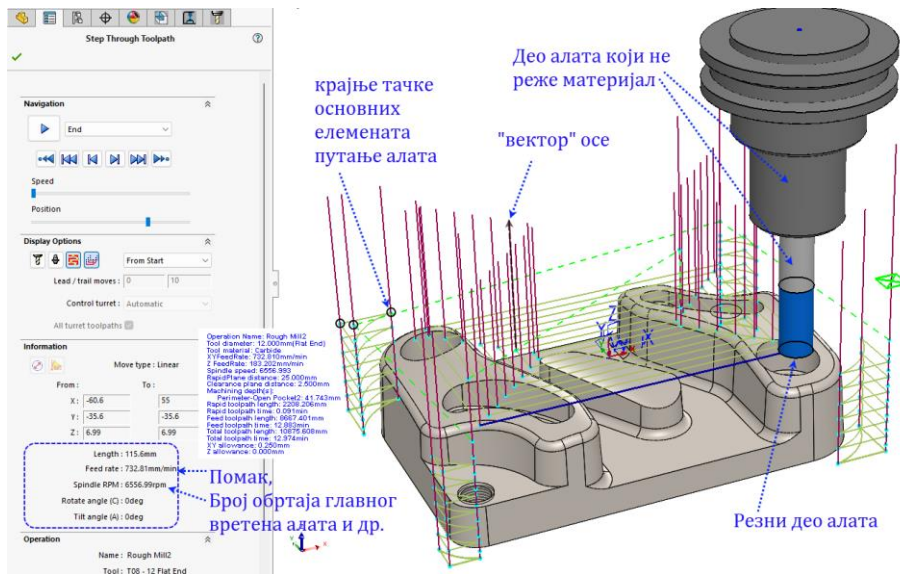 Step Through Toolpath
Navigation
End
Speed
Position
Display Options
From Start
Lead / trail moves : 0 10
Control turret : Automatic
All turret toolpaths
Information
Move type : Linear
From : To :
X : -60.6 55
Y : -35.6 -35.6
Z : 6.99 6.99
Length : 115.6mm
Feed rate : 732.81mm/min
Spindle RPM : 6556.99rpm
Rotate angle (C) : 0deg
Tilt angle (A) : 0deg
Operation
Name : Rough Mill2
Tool : T08 - 12 Flat End
Operation Name: Rough Mill2
Tool diameter: 12.000mm(Flat End)
Tool material: Carbide
XYFeedRate: 732.810mm/min
Z FeedRate: 183.202mm/min
Spindle speed: 6556.993
RapidPlane distance: 25.000mm
Clearance plane distance: 2.500mm
Machining depth(s):
Perimeter-Open Pocket2: 41.743mm
Rapid toolpath length: 2208.206mm
Rapid toolpath time: 0.091min
Feed toolpath length: 8667.401mm
Feed toolpath time: 12.883min
Total toolpath length: 10875.608mm
Total toolpath time: 12.974min
XY allowance: 0.250mm
Z allowance: 0.000mm
крајње тачке
основних
елемената
путање алата
"вектор" осе
Део алата који не
реже материјал
Z
Y
X
Помак,
Број обртаја главног
вретена алата и др.
Резни део алата